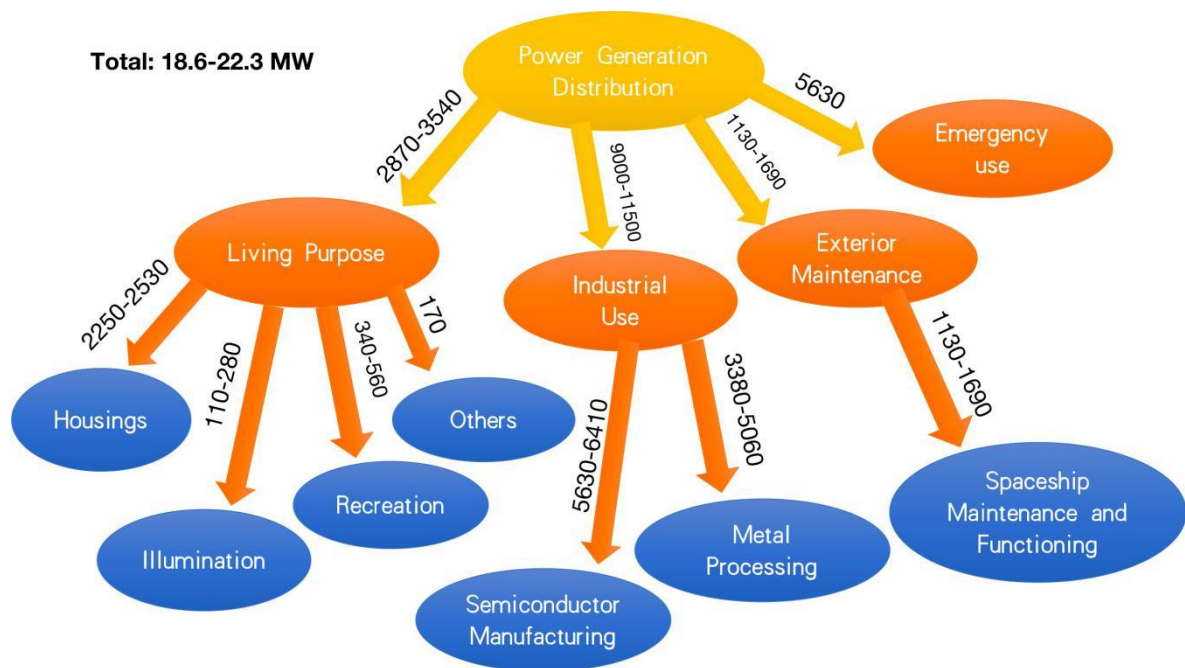 Total: 18.6-22.3 MW
Power Generation
Distribution
2870-3540
9000-11500
1130-1690
5630
Emergency
use
Living Purpose
Industrial
Use
Exterior
Maintenance
2250-2530
110-280
340-560
170
5630-6410
3380-5060
1130-1690
Housings
Illumination
Recreation
Others
Semiconductor
Manufacturing
Metal
Processing
Spaceship
Maintenance and
Functioning